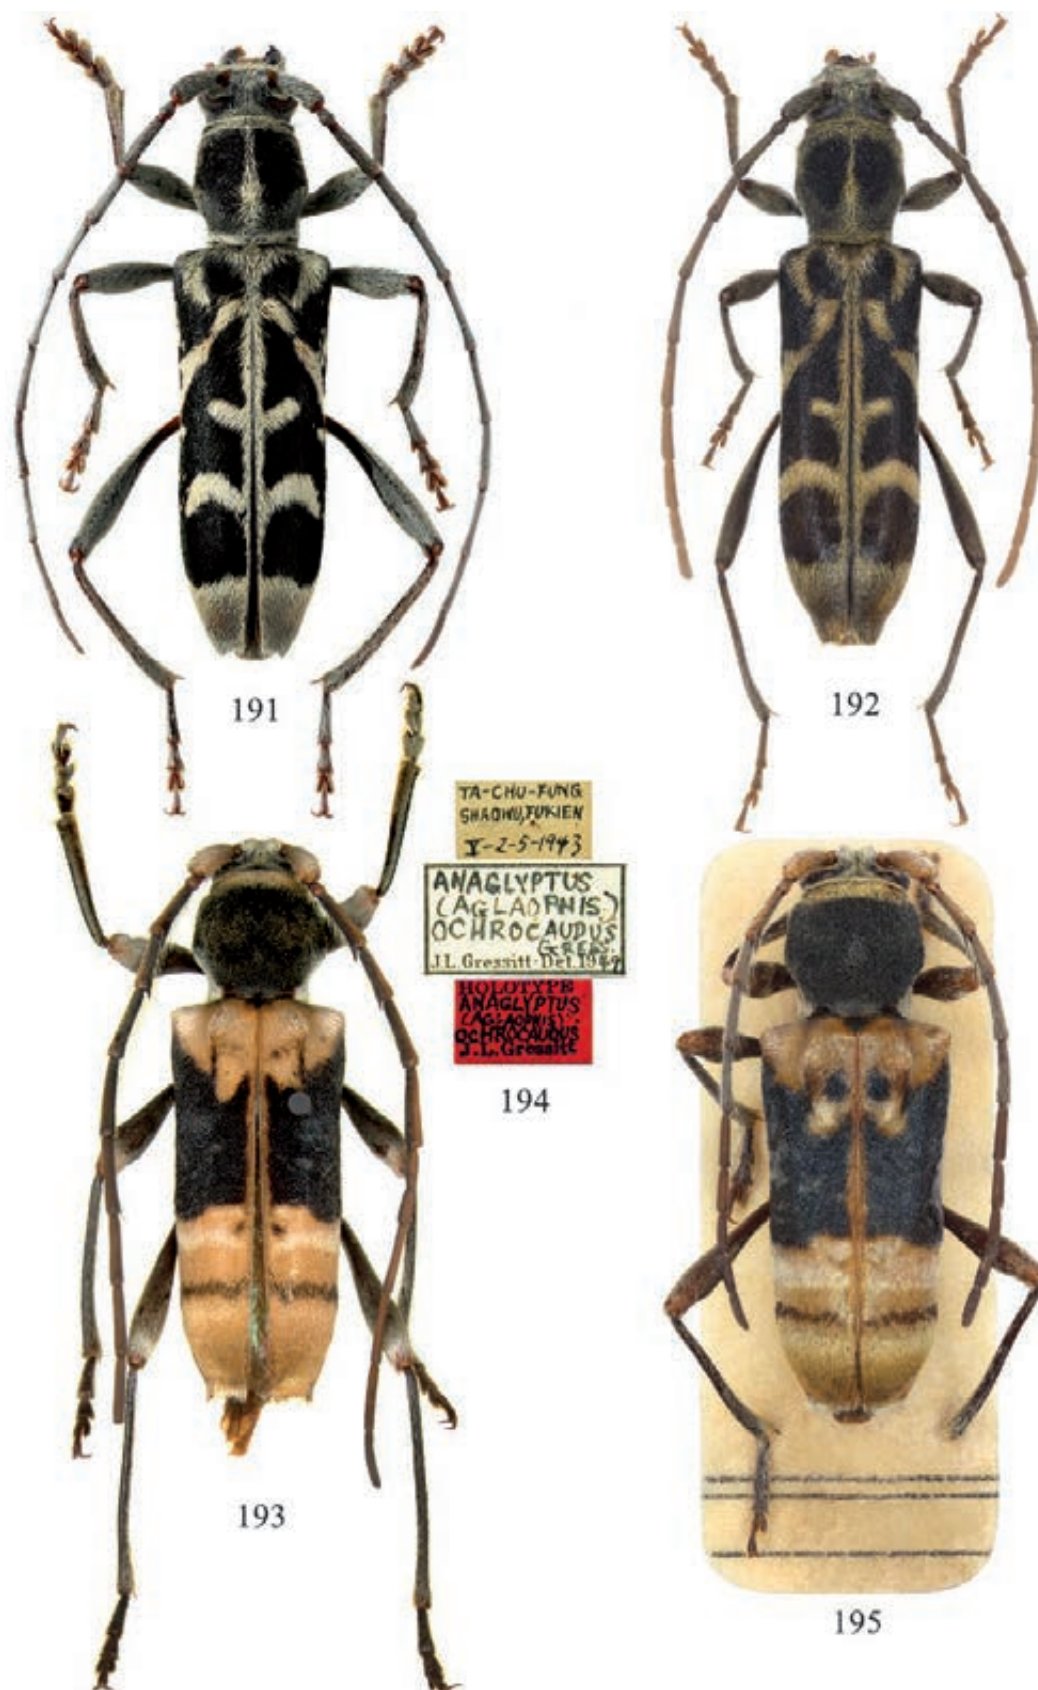 191
192
TA-CHU-FUNG
SHAOWU, FUKIEN
V-2-5-1943
ANAGLYPTUS
(AGLAOPHIS)
OCHROCAUDUS
GRESS.
J. L. Gressitt Det. 1949
HOLOTYPE
ANAGLYPTUS
(AGLAOPHIS)
OCHROCAUDUS
J. L. Gressitt
194
193
195